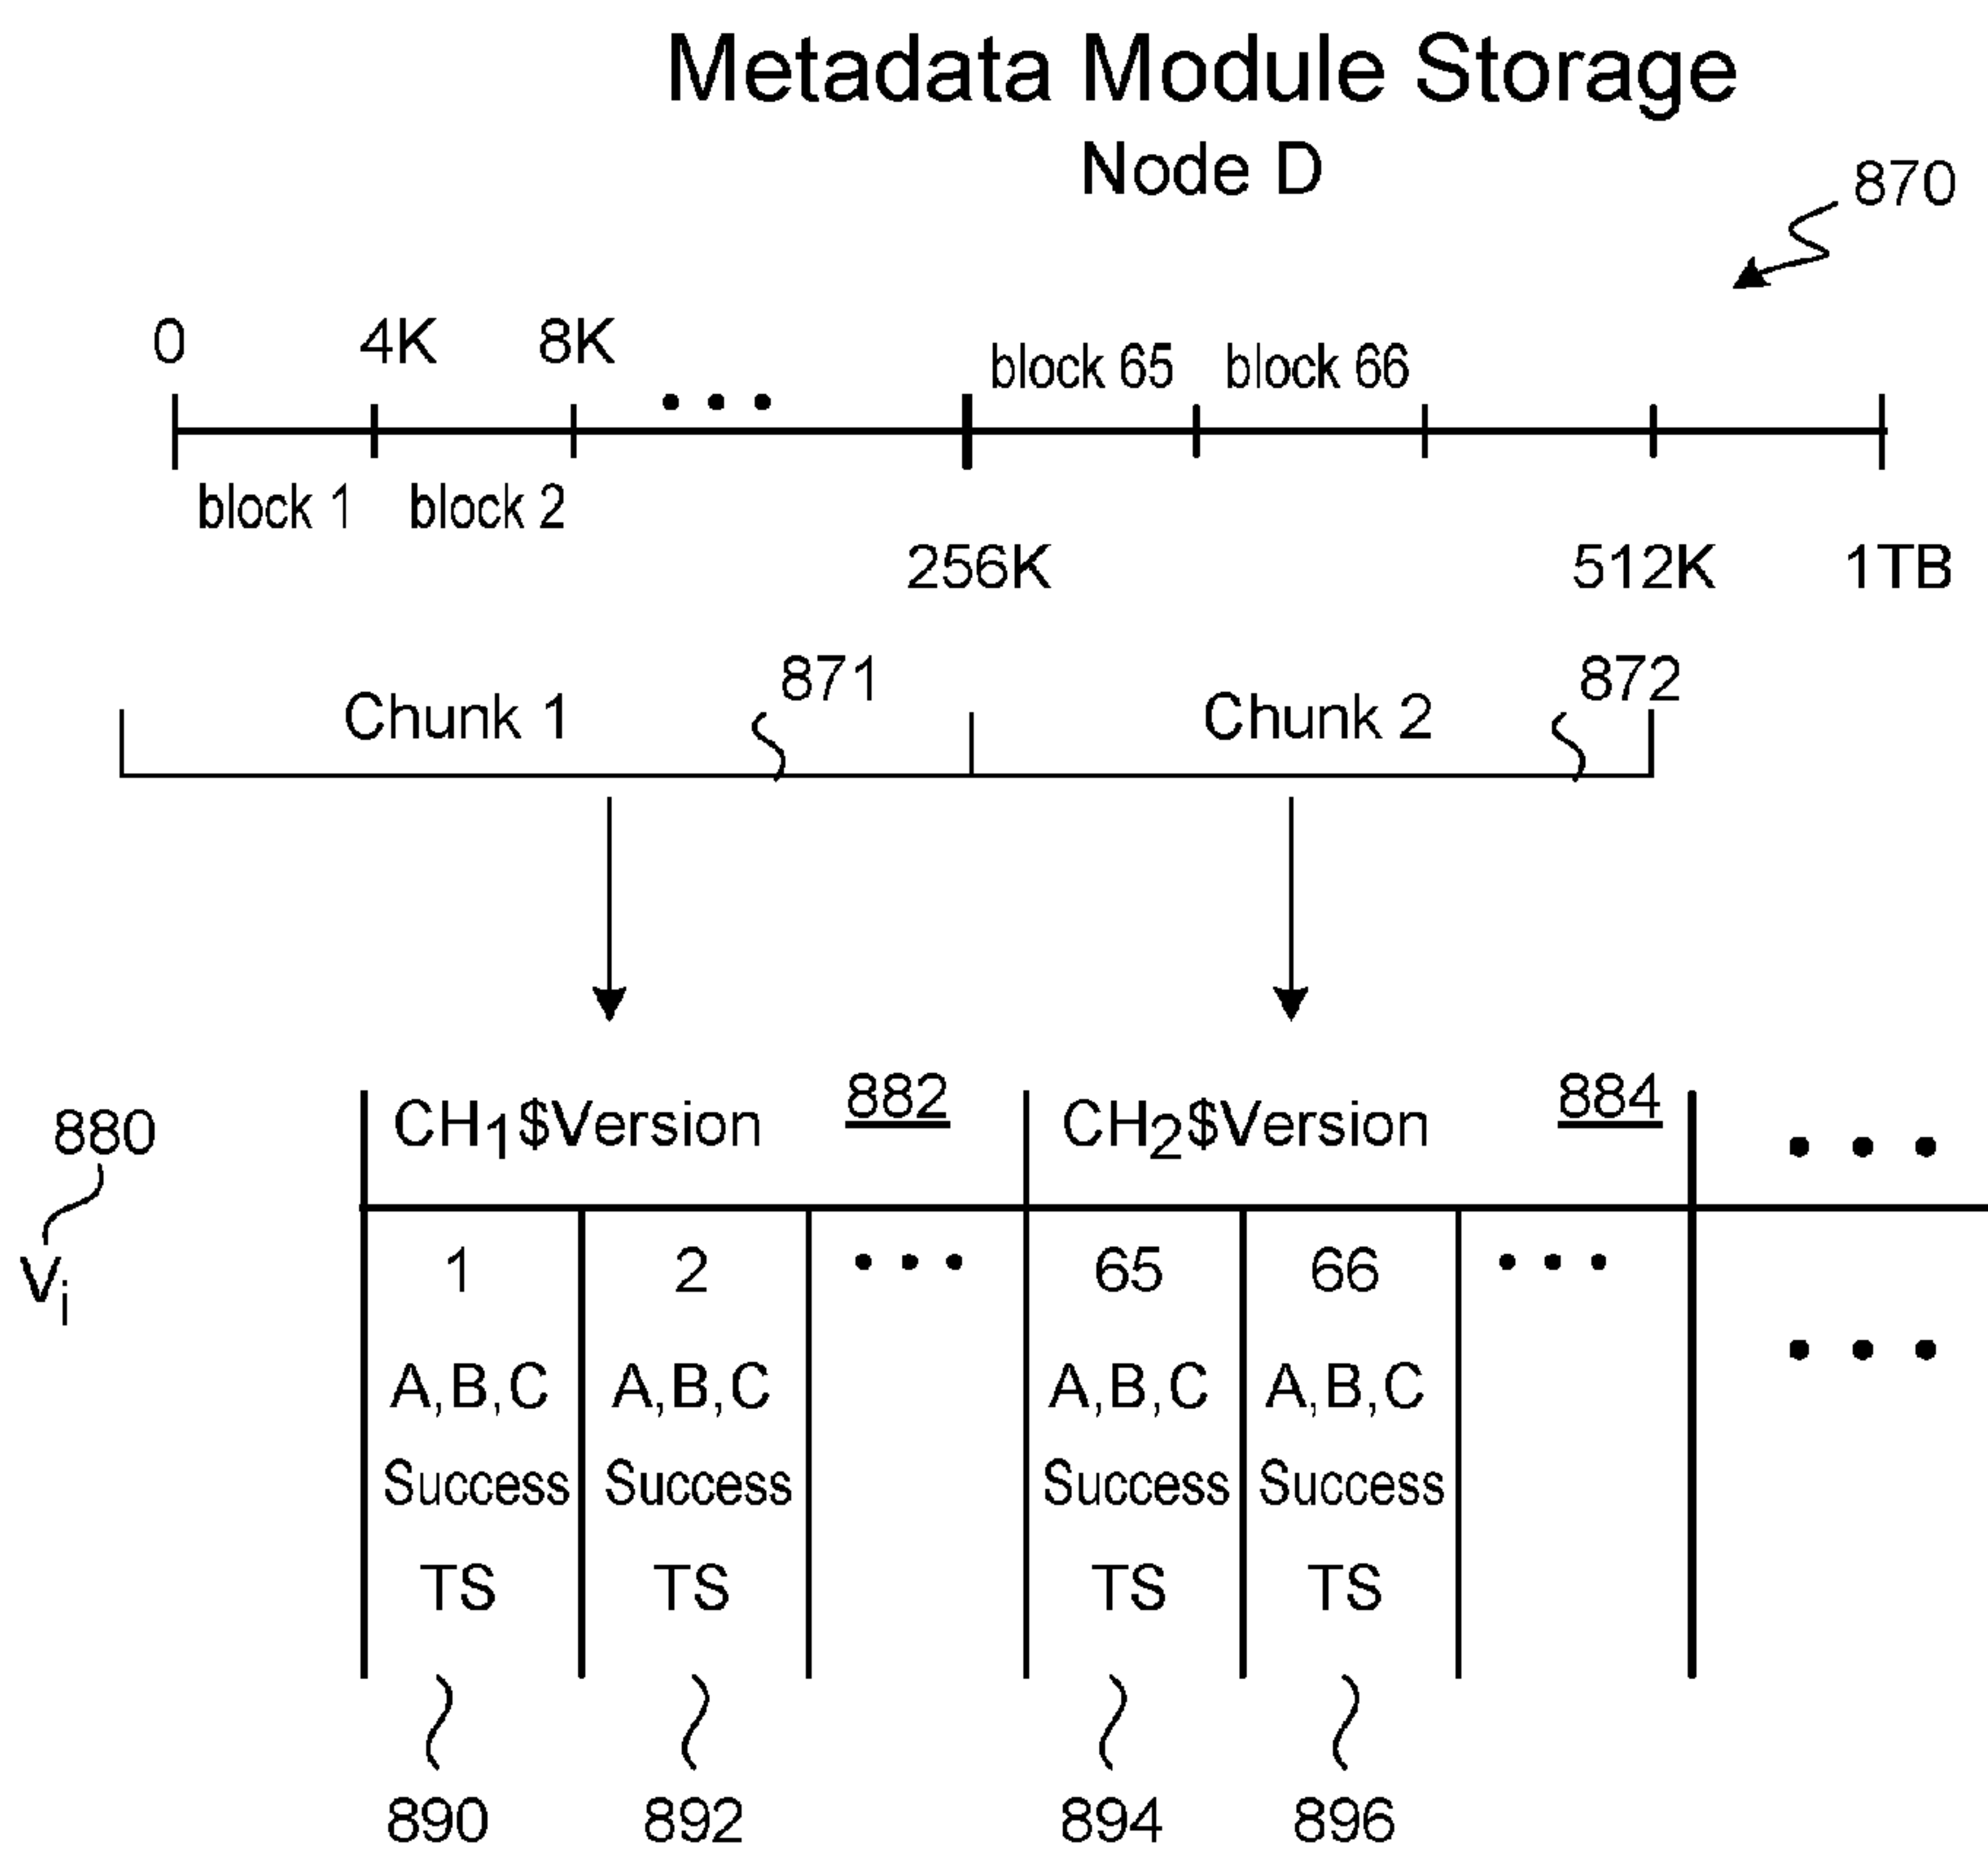 Metadata Module Storage
Node D
870
0 4K 8K block 65 block 66
block 1 block 2
256K 512K 1TB
871 872
Chunk 1 Chunk 2
880 CH1$Version 882 CH2$Version 884 • • •
Vi
1 2 • • • 65 66 • • •
A,B,C A,B,C A,B,C A,B,C • • •
Success Success Success Success
TS TS TS TS
890 892 894 896